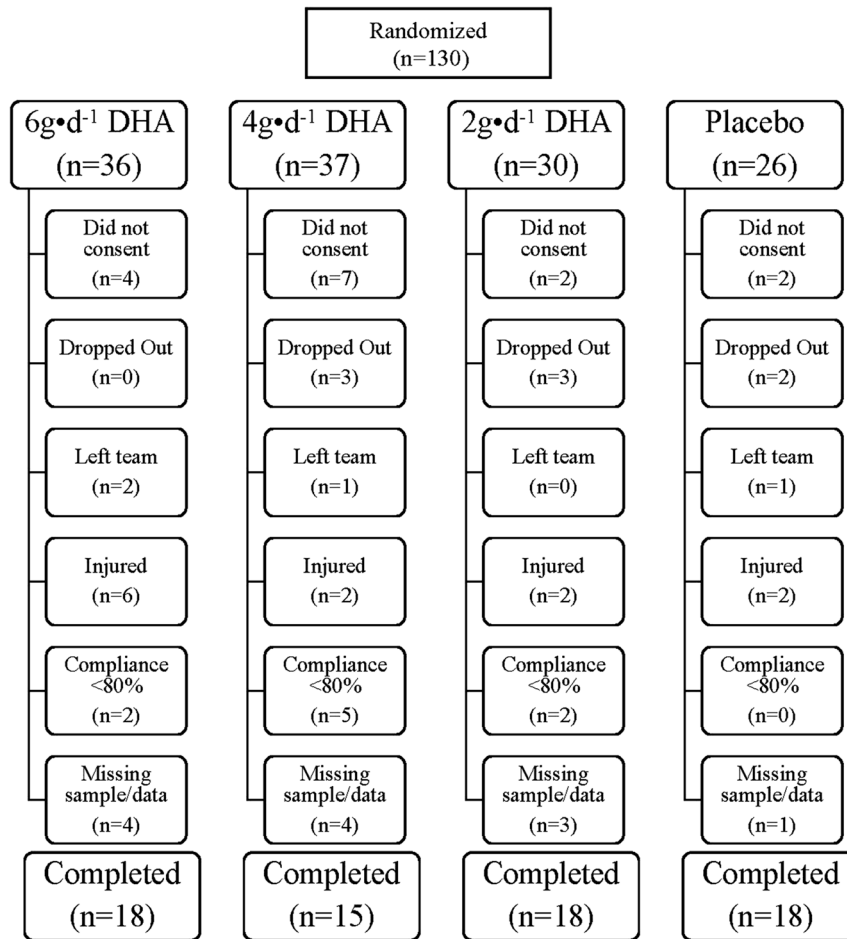 Randomized
(n=130)
6g•d⁻¹ DHA
(n=36)
Did not
consent
(n=4)
Dropped Out
(n=0)
Left team
(n=2)
Injured
(n=6)
Compliance
<80%
(n=2)
Missing
sample/data
(n=4)
Completed
(n=18)
4g•d⁻¹ DHA
(n=37)
Did not
consent
(n=7)
Dropped Out
(n=3)
Left team
(n=1)
Injured
(n=2)
Compliance
<80%
(n=5)
Missing
sample/data
(n=4)
Completed
(n=15)
2g•d⁻¹ DHA
(n=30)
Did not
consent
(n=2)
Dropped Out
(n=3)
Left team
(n=0)
Injured
(n=2)
Compliance
<80%
(n=2)
Missing
sample/data
(n=3)
Completed
(n=18)
Placebo
(n=26)
Did not
consent
(n=2)
Dropped Out
(n=2)
Left team
(n=1)
Injured
(n=2)
Compliance
<80%
(n=0)
Missing
sample/data
(n=1)
Completed
(n=18)